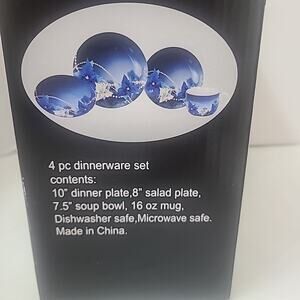 4 pc dinnerware set
contents:
10” dinner plate,8” salad plate,
7.5” soup bowl, 16 oz mug,
Dishwasher safe,Microwave safe.
Made in China.